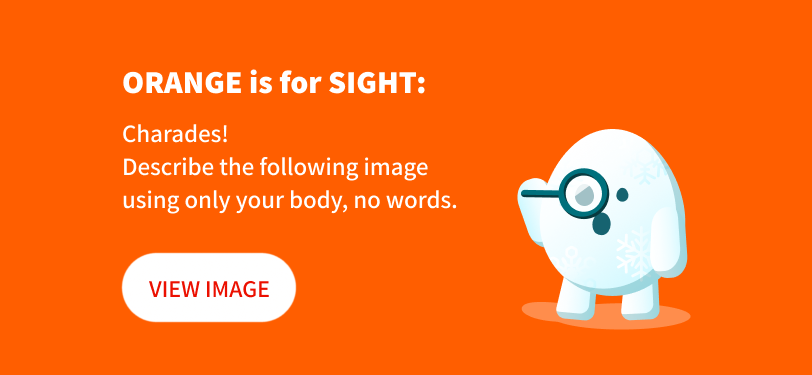 ORANGE is for SIGHT:
Charades!
Describe the following image
using only your body, no words.
VIEW IMAGE